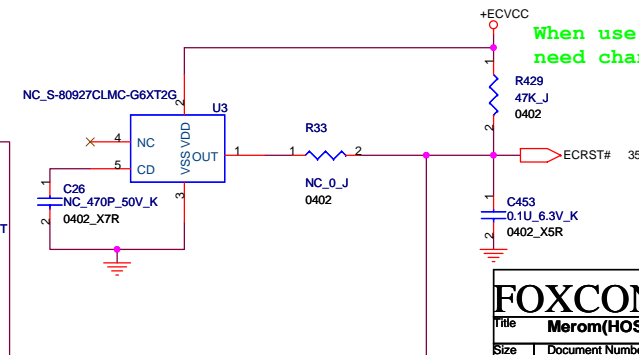 +ECVCC
When use
need char
NC_S-80927CLMC-G6XT2G
2
U3
1
R429
47K_J
0402
2
4
NC
VSS VDD
OUT
1
1
R33
2
ECRST#
35
5
CD
NC_0_J
0402
1
C26
NC_470P_50V_K
0402_X7R
2
3
1
C453
0.1U_6.3V_K
0402_X5R
2
T
FOXCON
Title
Merom(HOS
Size
Document Numbe